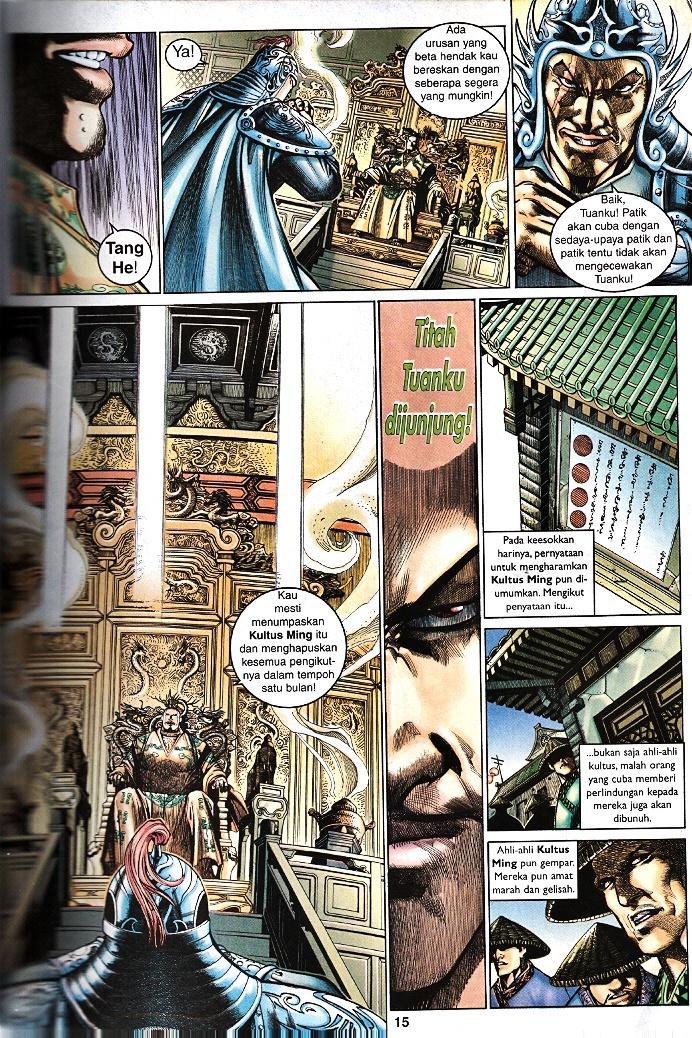 Tang
He!
Ya!
Ada
urusan yang
beta hendak kau
bereskan dengan
seberapa segera
yang mungkin!
Baik,
Tuanku! Patik
akan cuba dengan
sedaya-upaya patik dan
patik tentu tidak akan
mengecewakan
Tuanku!
Kau
mesti
menumpaskan
Kultus Ming itu
dan menghapuskan
kesemua pengikut-
nya dalam tempoh
satu bulan!
Titah
Tuanku
dijunjung!
Pada keesokkan
harinya, pernyataan
untuk mengharamkan
Kultus Ming pun di-
umumkan. Mengikut
penyataan itu...
...bukan saja ahli-ahli
kultus, malah orang
yang cuba memberi
perlindungan kepada
mereka juga akan
dibunuh.
Ahli-ahli Kultus
Ming pun gempar.
Mereka pun amat
marah dan gelisah.
15